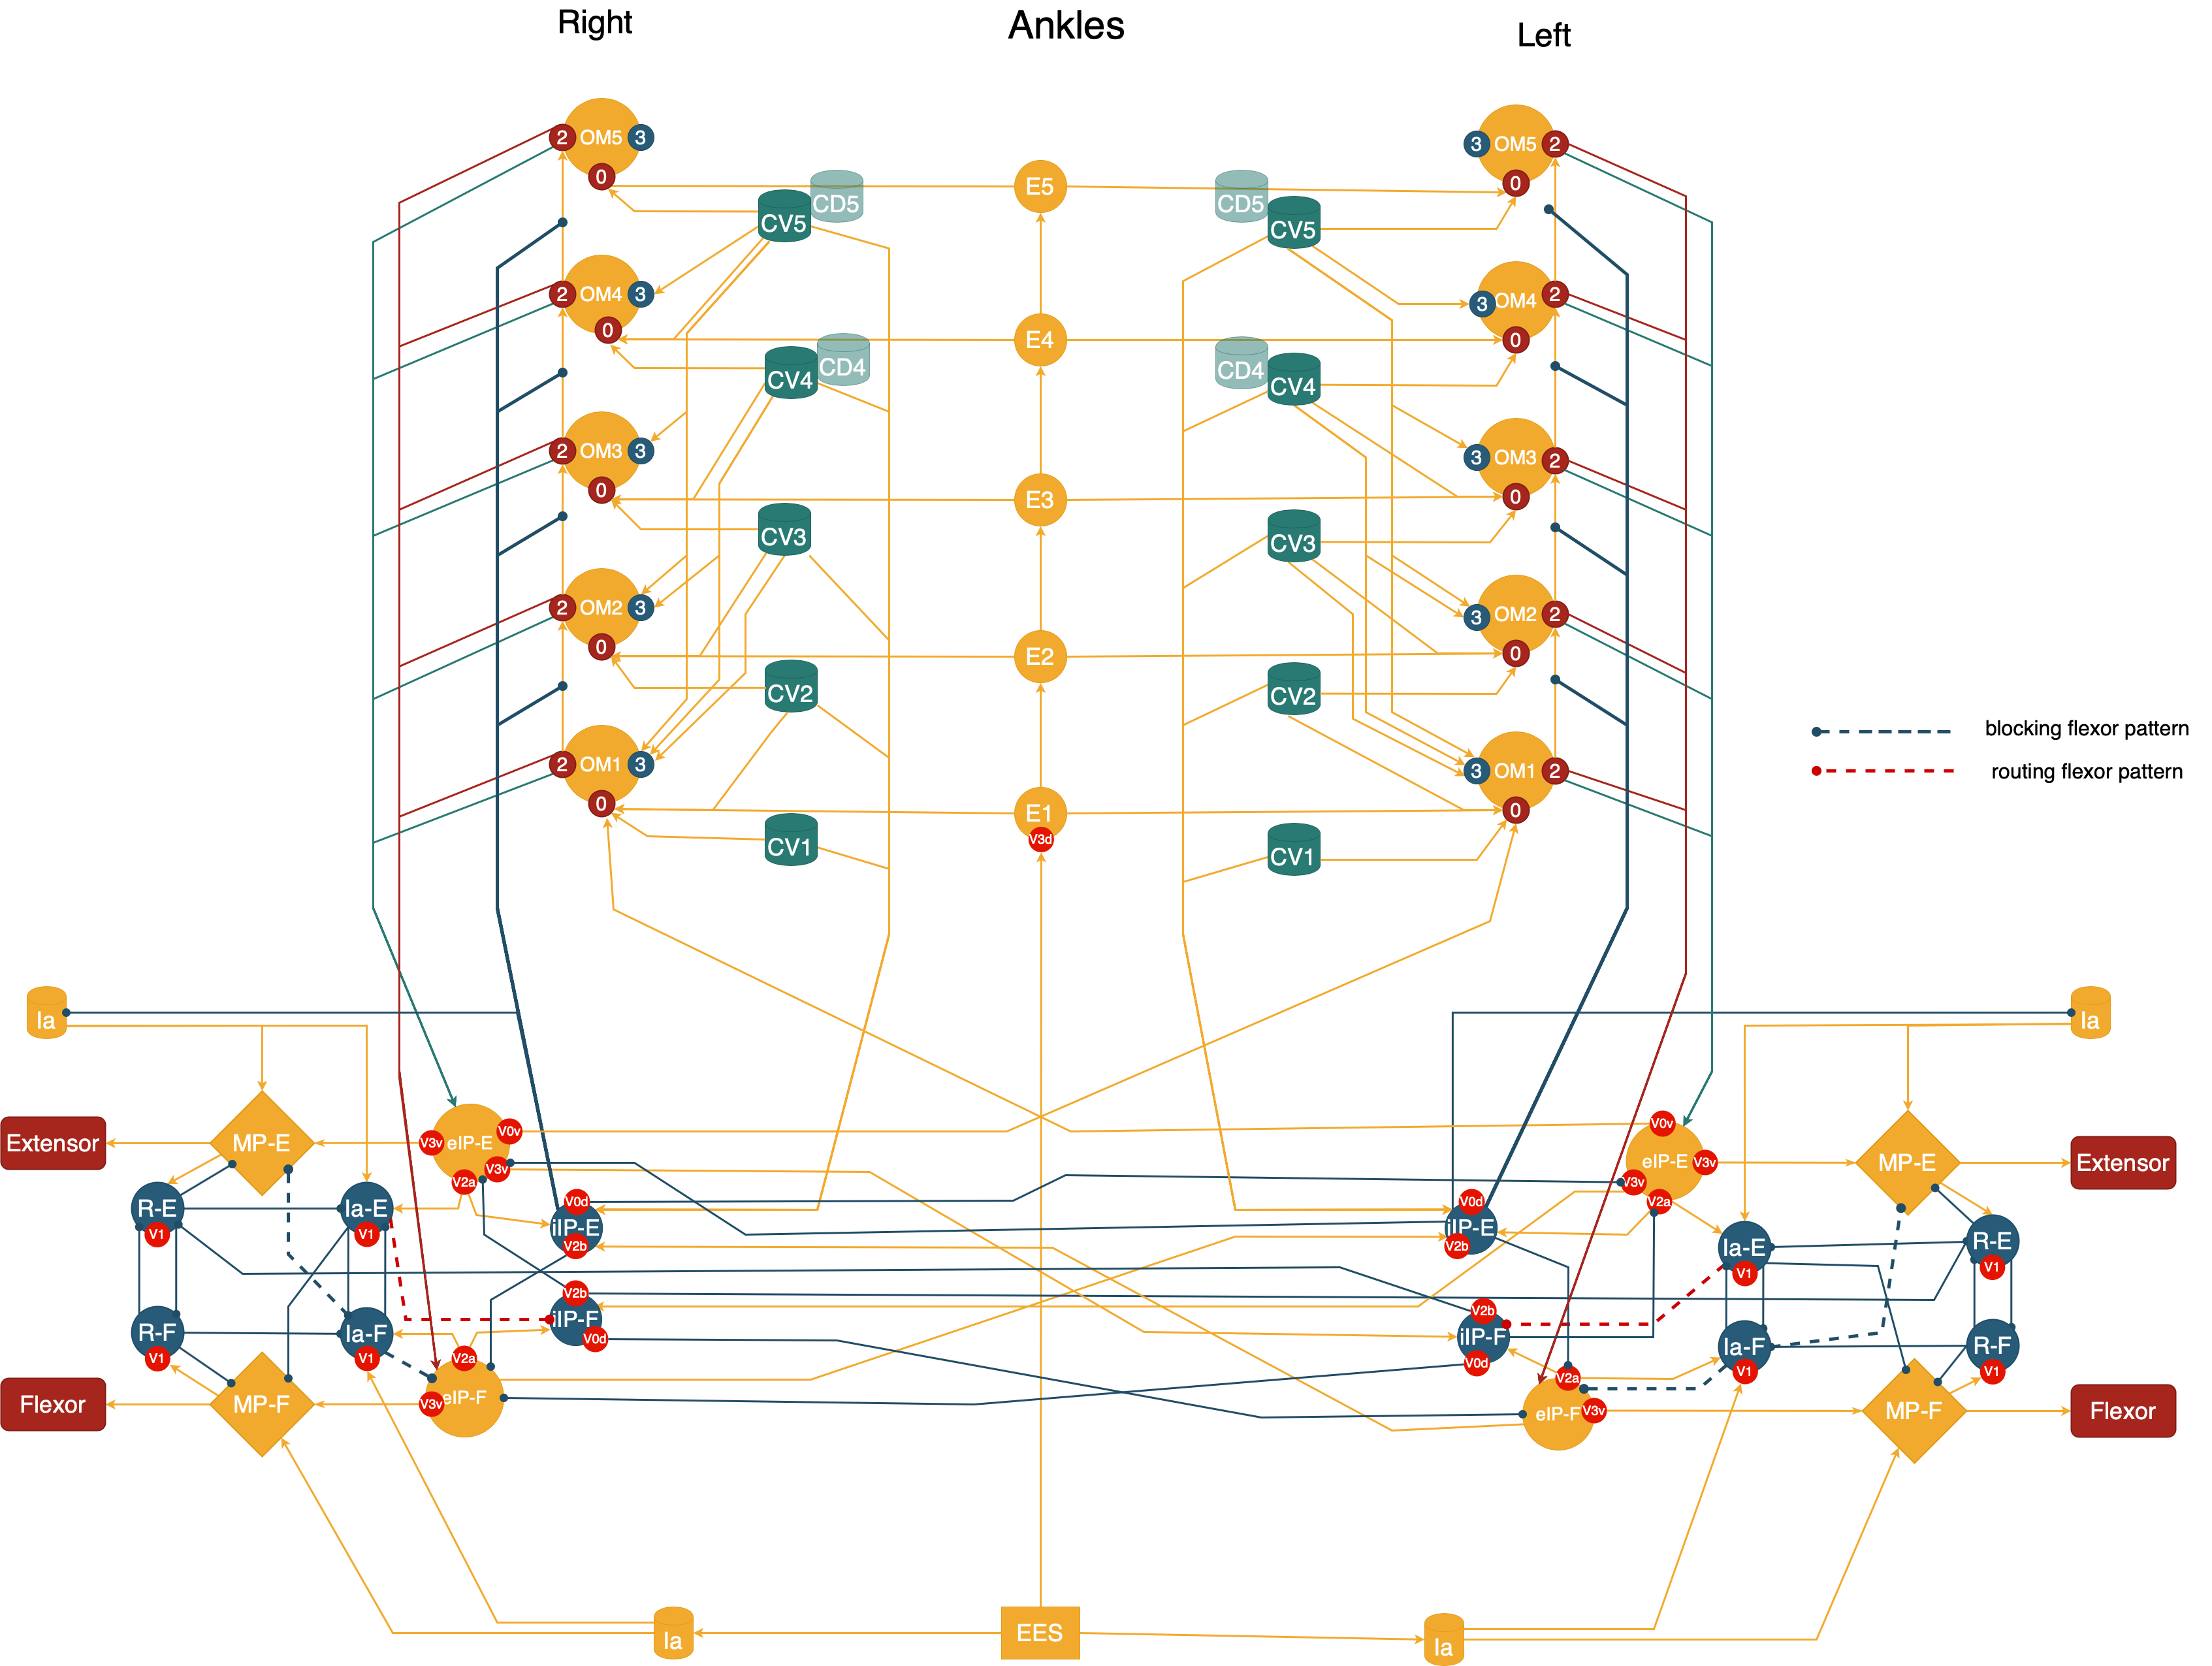 Right
Ankles
Left
2 OM5 3
0
3 OM5 2
0
E5
CD5
CV5
CD5
CV5
2 OM4 3
0
3 OM4 2
0
E4
CD4
CV4
CD4
CV4
2 OM3 3
0
3 OM3 2
0
E3
CV3
CV3
2 OM2 3
0
3 OM2 2
0
E2
CV2
CV2
blocking flexor pattern
routing flexor pattern
2 OM1 3
0
3 OM1 2
0
E1
V3d
CV1
CV1
Ia
Ia
Extensor
MP-E
V3v eIP-E V0v
V3v
V2a
V0v
eIP-E V3v
V3v
V2a
MP-E
Extensor
R-E
V1
Ia-E
V1
V0d
iIP-E
V2b
V0d
iIP-E
V2b
Ia-E
V1
R-E
V1
R-F
V1
Ia-F
V1
V2b
iIP-F
V0d
V2b
iIP-F
V0d
Ia-F
V1
R-F
V1
Flexor
MP-F
V2a
V3v eIP-F
V2a
eIP-F V3v
MP-F
Flexor
Ia
EES
Ia